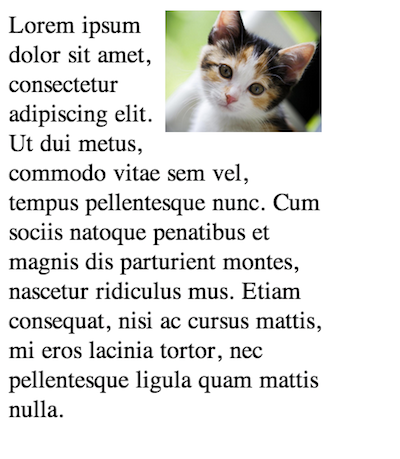 Lorem ipsum
dolor sit amet,
consectetur
adipiscing elit.
Ut dui metus,
commodo vitae sem vel,
tempus pellentesque nunc. Cum
sociis natoque penatibus et
magnis dis parturient montes,
nascetur ridiculus mus. Etiam
consequat, nisi ac cursus mattis,
mi eros lacinia tortor, nec
pellentesque ligula quam mattis
nulla.